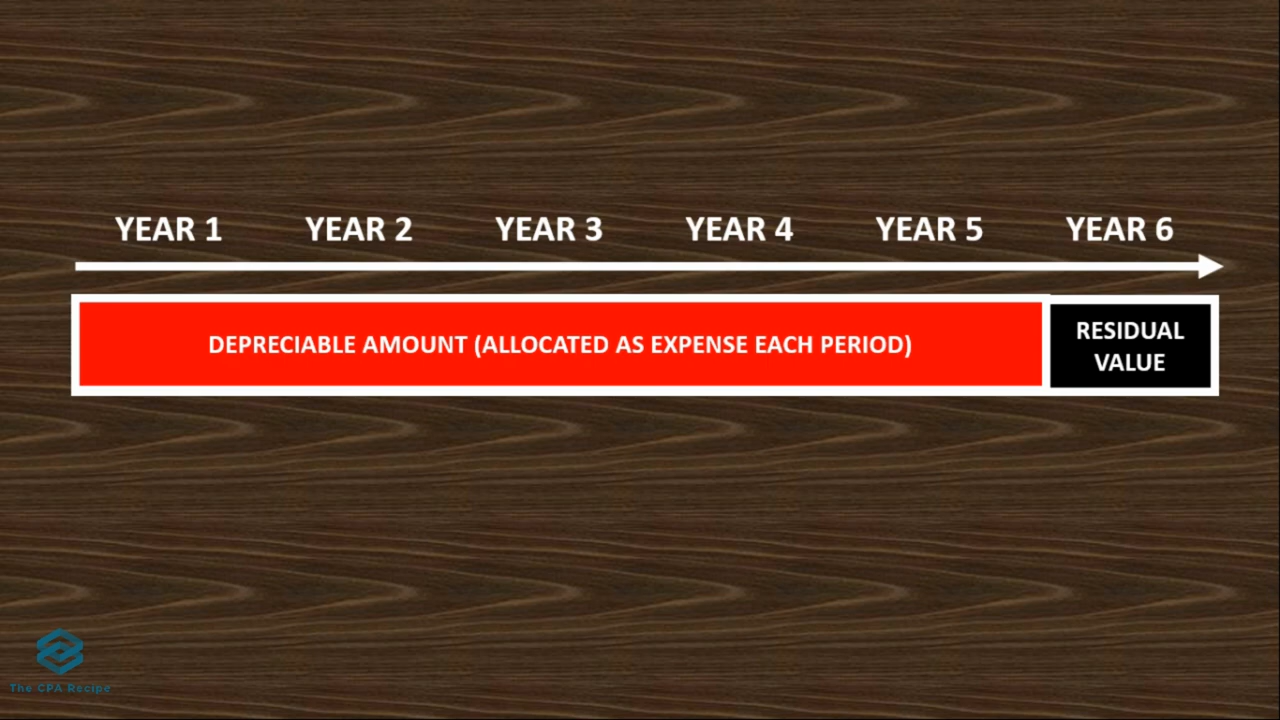 YEAR 1 YEAR 2 YEAR 3 YEAR 4 YEAR 5 YEAR 6
DEPRECIABLE AMOUNT (ALLOCATED AS EXPENSE EACH PERIOD)
RESIDUAL
VALUE
The CPA Recipe